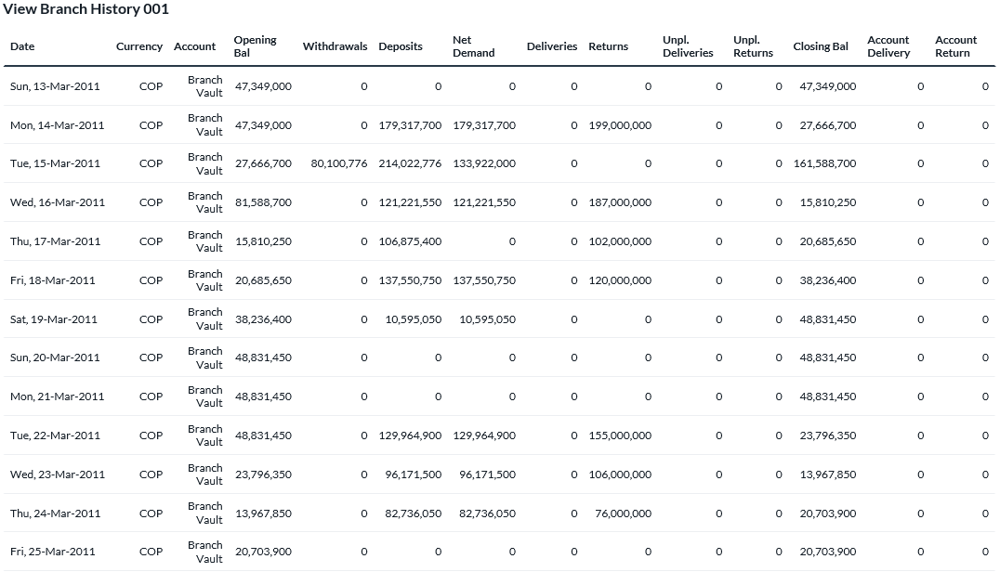 View Branch History 001
Date Currency Account Opening Bal Withdrawals Deposits Net Demand Deliveries Returns Unpl. Deliveries Unpl. Returns Closing Bal Account Delivery Account Return
Sun, 13-Mar-2011 COP Branch Vault 47,349,000 0 0 0 0 0 0 0 47,349,000 0 0
Mon, 14-Mar-2011 COP Branch Vault 47,349,000 0 179,317,700 179,317,700 0 199,000,000 0 0 27,666,700 0 0
Tue, 15-Mar-2011 COP Branch Vault 27,666,700 80,100,776 214,022,776 133,922,000 0 0 0 0 161,588,700 0 0
Wed, 16-Mar-2011 COP Branch Vault 81,588,700 0 121,221,550 121,221,550 0 187,000,000 0 0 15,810,250 0 0
Thu, 17-Mar-2011 COP Branch Vault 15,810,250 0 106,875,400 0 0 102,000,000 0 0 20,685,650 0 0
Fri, 18-Mar-2011 COP Branch Vault 20,685,650 0 137,550,750 137,550,750 0 120,000,000 0 0 38,236,400 0 0
Sat, 19-Mar-2011 COP Branch Vault 38,236,400 0 10,595,050 10,595,050 0 0 0 0 48,831,450 0 0
Sun, 20-Mar-2011 COP Branch Vault 48,831,450 0 0 0 0 0 0 0 48,831,450 0 0
Mon, 21-Mar-2011 COP Branch Vault 48,831,450 0 0 0 0 0 0 0 48,831,450 0 0
Tue, 22-Mar-2011 COP Branch Vault 48,831,450 0 129,964,900 129,964,900 0 155,000,000 0 0 23,796,350 0 0
Wed, 23-Mar-2011 COP Branch Vault 23,796,350 0 96,171,500 96,171,500 0 106,000,000 0 0 13,967,850 0 0
Thu, 24-Mar-2011 COP Branch Vault 13,967,850 0 82,736,050 82,736,050 0 76,000,000 0 0 20,703,900 0 0
Fri, 25-Mar-2011 COP Branch Vault 20,703,900 0 0 0 0 0 0 0 20,703,900 0 0